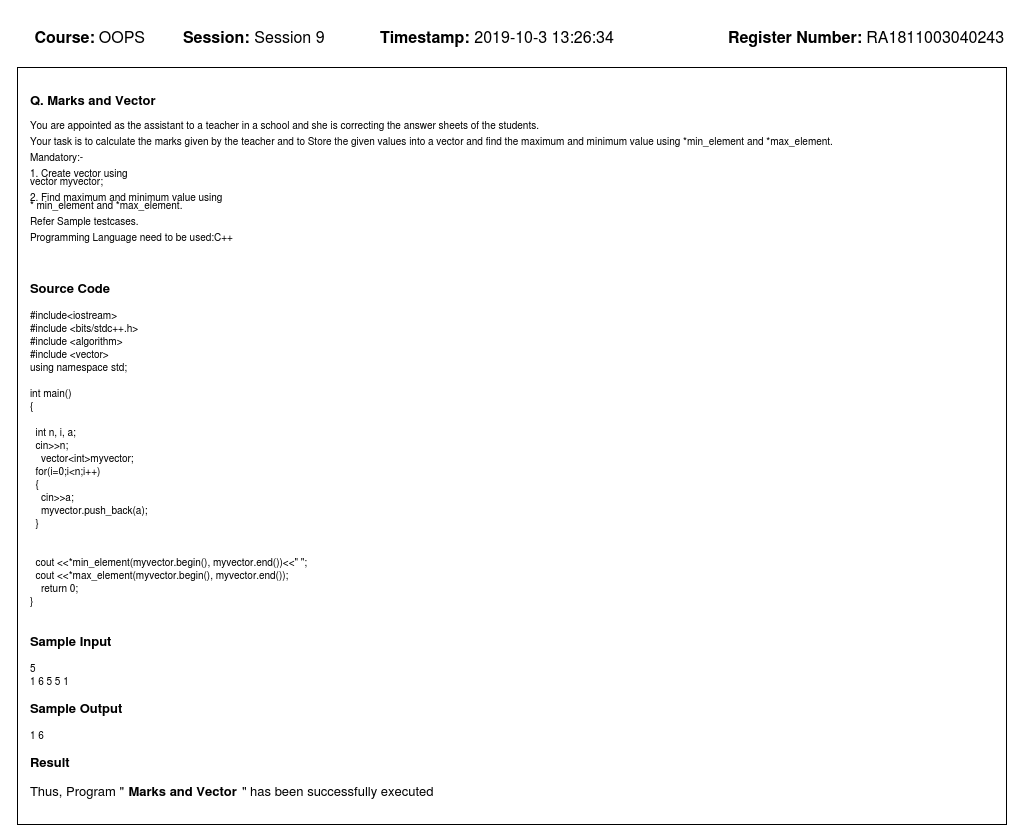 Course: OOPS Session: Session 9 Timestamp: 2019-10-3 13:26:34 Register Number: RA1811003040243
Q. Marks and Vector
You are appointed as the assistant to a teacher in a school and she is correcting the answer sheets of the students.
Your task is to calculate the marks given by the teacher and to Store the given values into a vector and find the maximum and minimum value using *min_element and *max_element.
Mandatory:-
1. Create vector using
vector myvector;
2. Find maximum and minimum value using
* min_element and *max_element.
Refer Sample testcases.
Programming Language need to be used:C++
Source Code
#include<iostream>
#include <bits/stdc++.h>
#include <algorithm>
#include <vector>
using namespace std;
int main()
{
int n, i, a;
cin>>n;
vector<int>myvector;
for(i=0;i<n;i++)
{
cin>>a;
myvector.push_back(a);
}
cout <<*min_element(myvector.begin(), myvector.end())<<" ";
cout <<*max_element(myvector.begin(), myvector.end());
return 0;
}
Sample Input
5
1 6 5 5 1
Sample Output
1 6
Result
Thus, Program " Marks and Vector " has been successfully executed